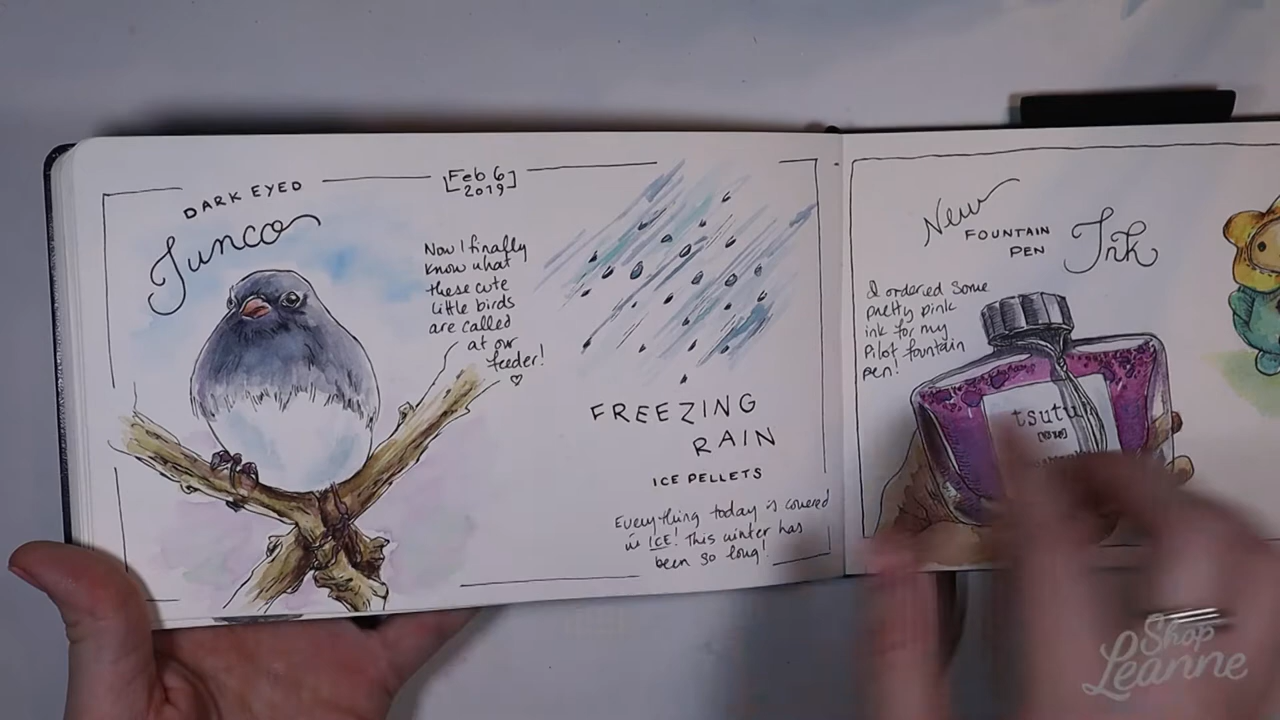 DARK EYED
Junco
[Feb 6
2019]
Now I finally
know what
these cute
little birds
are called
at our
feeder!
FREEZING
RAIN
ICE PELLETS
Everything today is covered
in ICE! This winter has
been so long!
New
FOUNTAIN
PEN
Ink
I ordered some
pretty pink
ink for my
Pilot fountain
pen!
tsutu
Shop
Leanne